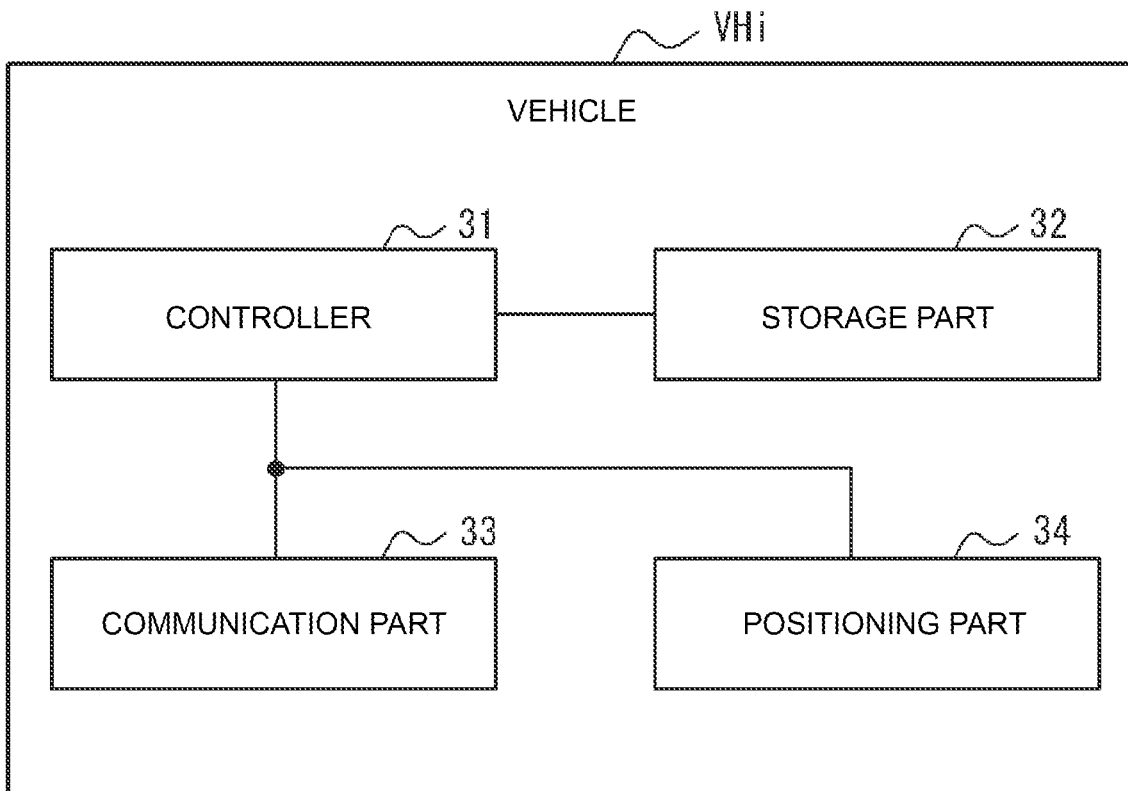 VHi
VEHICLE
31
32
CONTROLLER
STORAGE PART
33
34
COMMUNICATION PART
POSITIONING PART